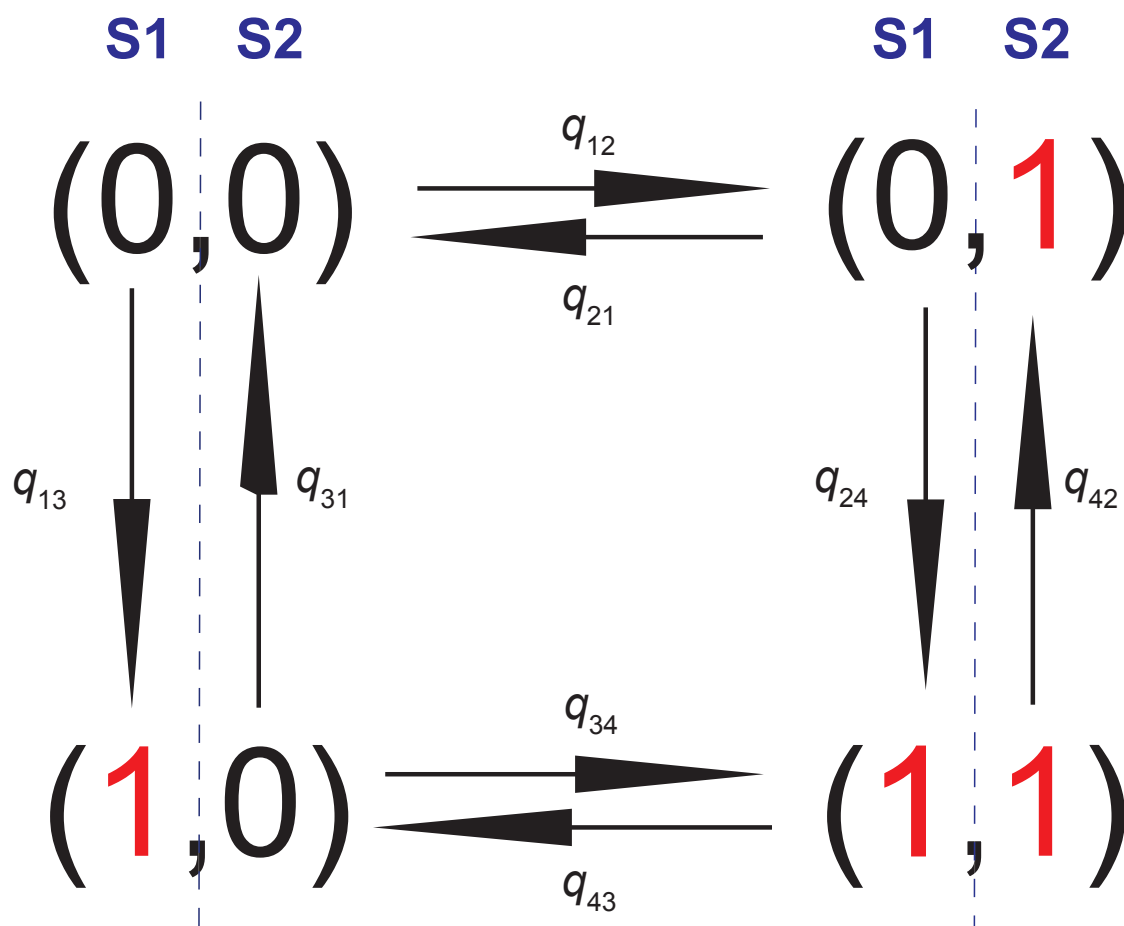 S1 S2 S1 S2
q12
(0,0) (0,1)
q21
q13 q31 q24 q42
q34
(1,0) (1,1)
q43